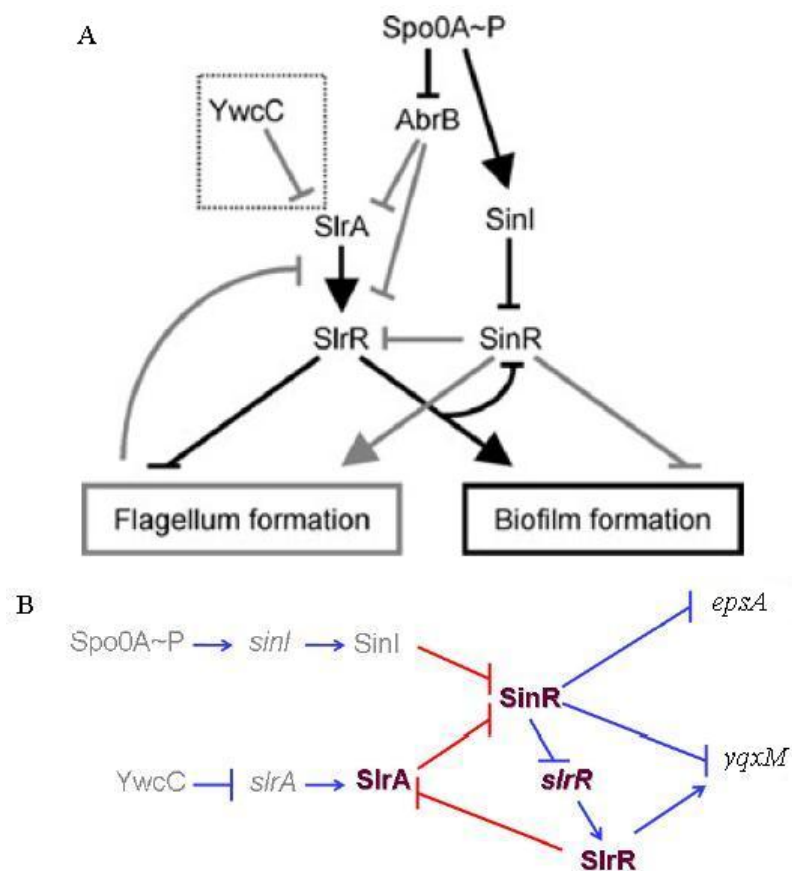 A
Spo0A~P
YwcC
AbrB
SlrA
SinI
SlrR
SinR
Flagellum formation
Biofilm formation
B
epsA
Spo0A~P
sinI
SinI
SinR
YwcC
slrA
SlrA
slrR
yqxM
SlrR